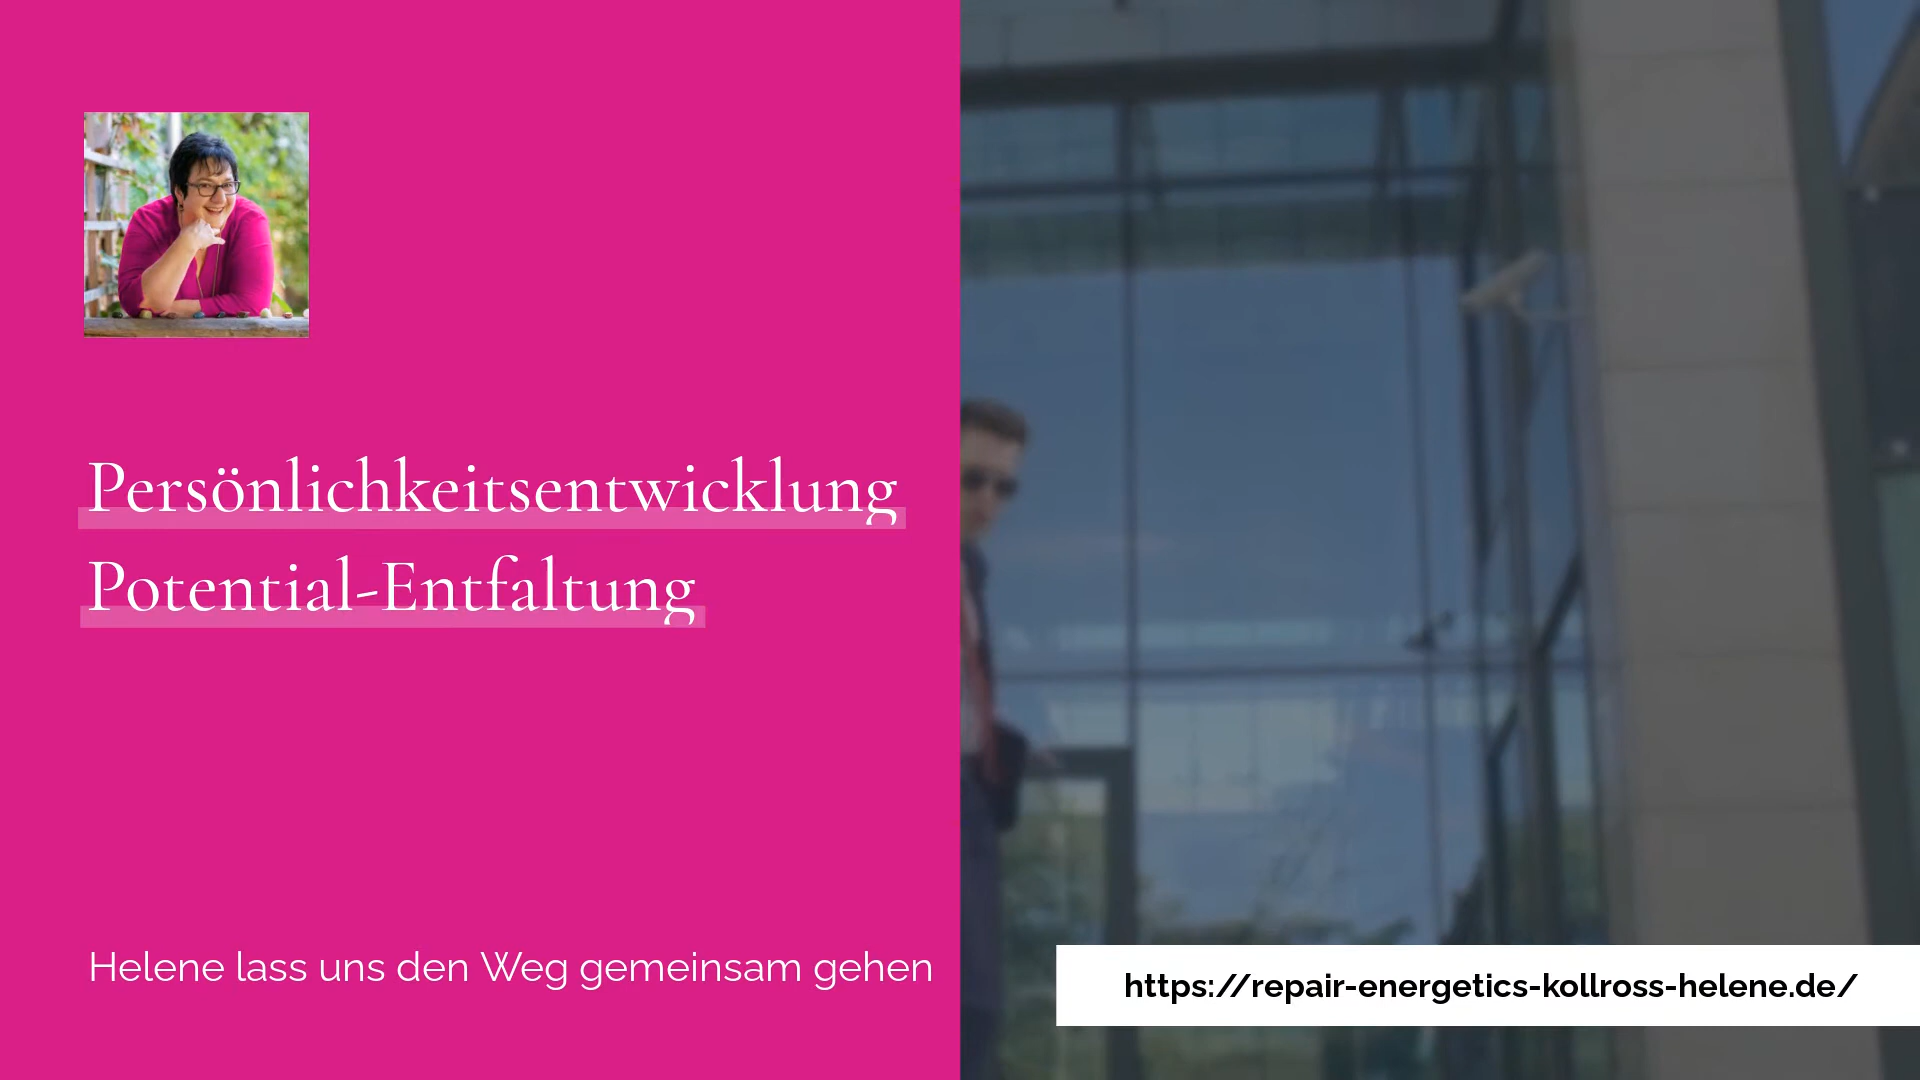 Persönlichkeitsentwicklung
Potential-Entfaltung
Helene lass uns den Weg gemeinsam gehen
https://repair-energetics-kollross-helene.de/